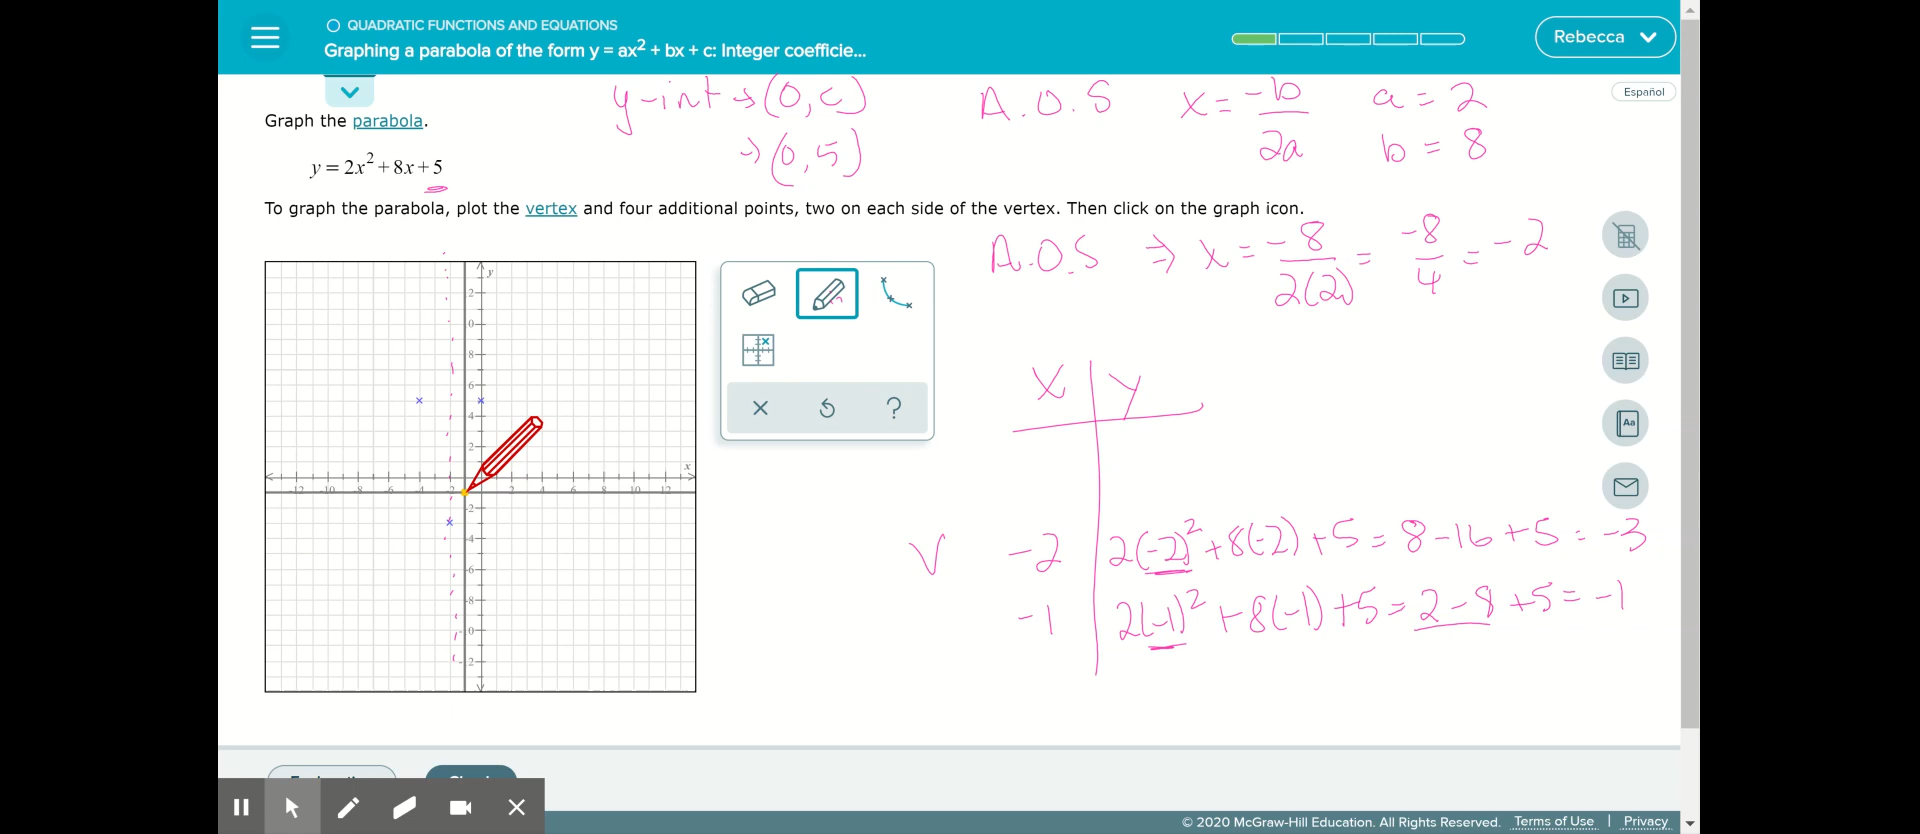 QUADRATIC FUNCTIONS AND EQUATIONS
Graphing a parabola of the form y = ax² + bx + c: Integer coefficie...
Rebecca
Español
y-int → (0, c)
→ (0, 5)
A.O.S x = -b/2a a = 2
b = 8
Graph the parabola.
y = 2x² + 8x + 5
To graph the parabola, plot the vertex and four additional points, two on each side of the vertex. Then click on the graph icon.
A.O.S ⇒ x = -8/2(2) = -8/4 = -2
y
x
Aa
?
X | Y
V -2 | 2(-2)² + 8(-2) + 5 = 8 - 16 + 5 = -3
-1 | 2(-1)² + 8(-1) + 5 = 2 - 8 + 5 = -1
© 2020 McGraw-Hill Education. All Rights Reserved. Terms of Use | Privacy